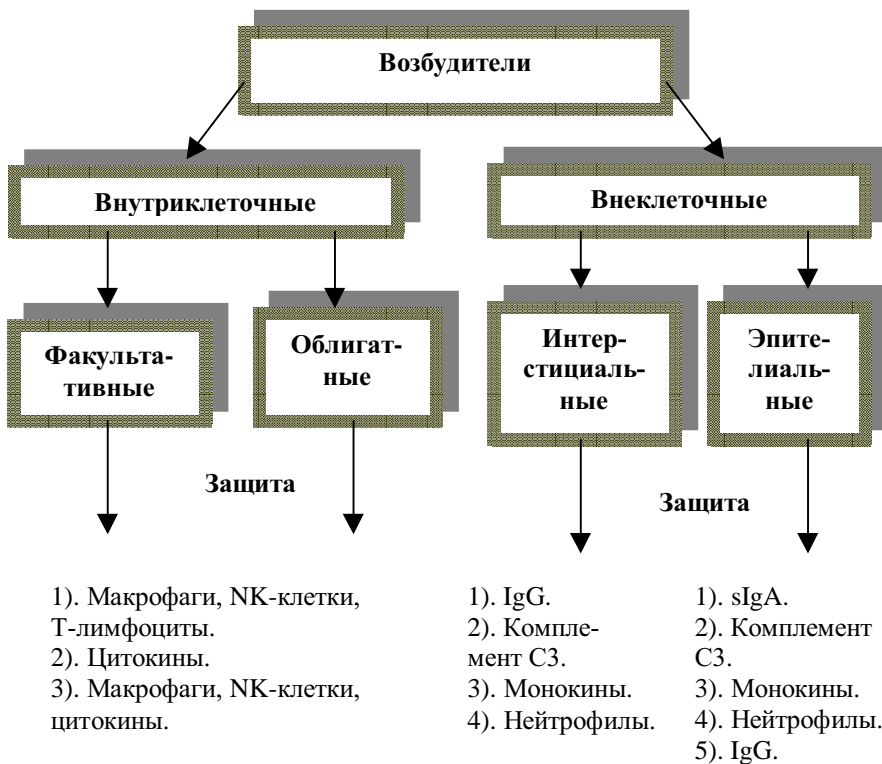 Возбудители
Внутриклеточные
Внеклеточные
Факульта-
тивные
Облигат-
ные
Интер-
стициаль-
ные
Эпите-
лиаль-
ные
Защита
Защита
1). Макрофаги, NK-клетки,
Т-лимфоциты.
2). Цитокины.
3). Макрофаги, NK-клетки,
цитокины.
1). IgG.
2). Компле-
мент С3.
3). Монокины.
4). Нейтрофилы.
1). sIgA.
2). Комплемент
С3.
3). Монокины.
4). Нейтрофилы.
5). IgG.